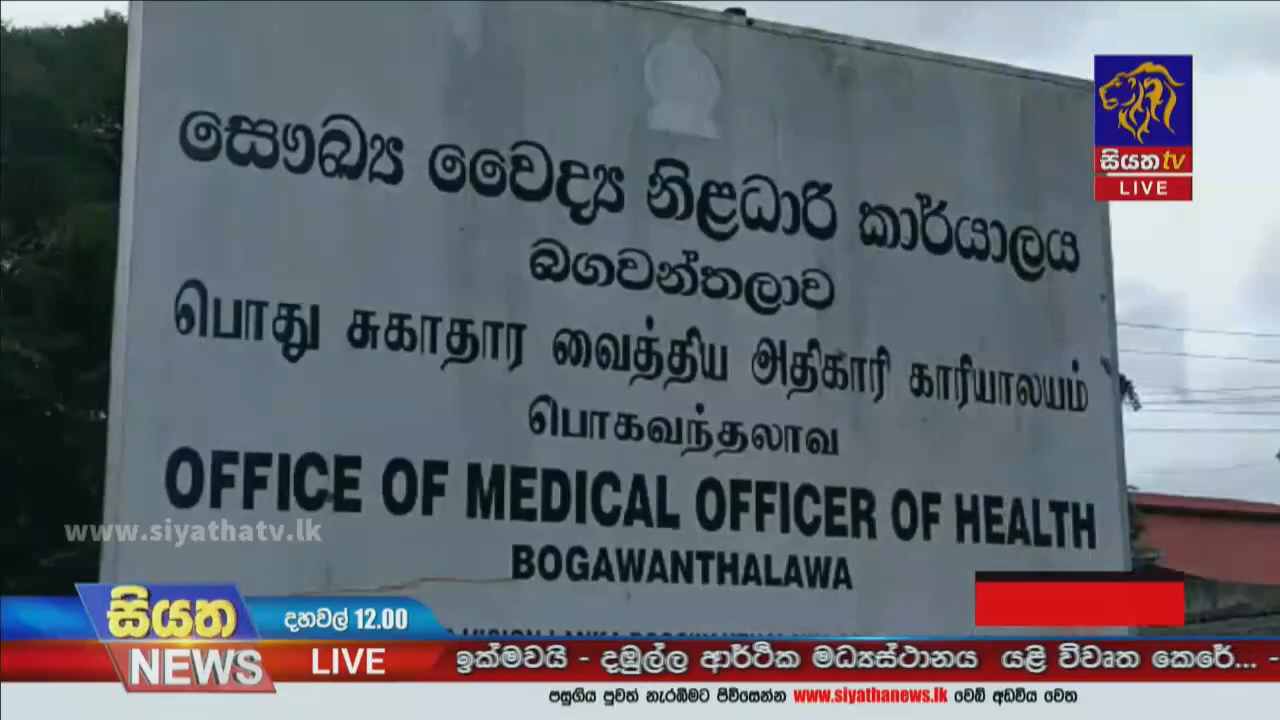 සෞඛ්‍ය වෛද්‍ය නිළධාරි කාර්යාලය
බගවන්තලාව
பொது சுகாதார வைத்திய அதிகாரி காரியாலயம்
பொகவந்தலாவ
OFFICE OF MEDICAL OFFICER OF HEALTH
BOGAWANTHALAWA
සියත tv
LIVE
www.siyathatv.lk
සියත
NEWS
දහවල් 12.00
LIVE
ඉක්මවයි - දඹුල්ල ආර්ථික මධ්‍යස්ථානය යළි විවෘත කෙරේ... -
පසුගිය පුවත් නැරඹීමට පිවිසෙන්න www.siyathanews.lk වෙබ් අඩවිය වෙත